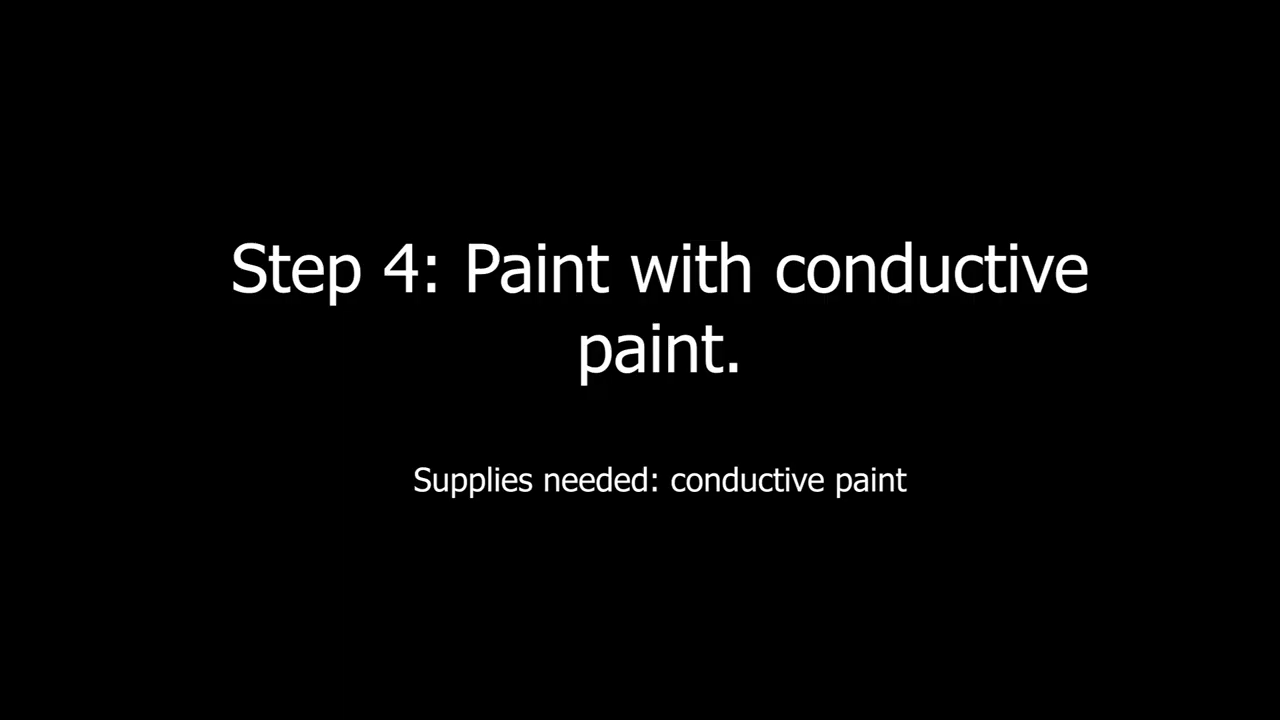 Step 4: Paint with conductive
paint.
Supplies needed: conductive paint